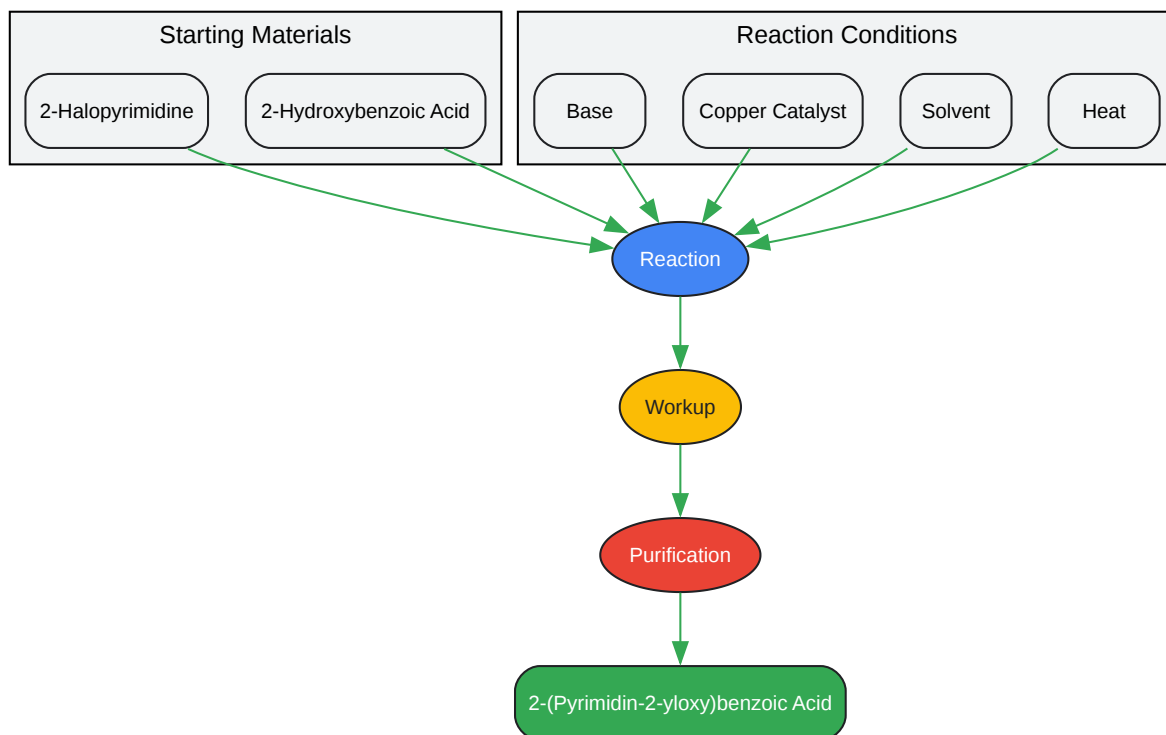 Starting Materials
Reaction Conditions
2-Halopyrimidine
2-Hydroxybenzoic Acid
Base
Copper Catalyst
Solvent
Heat
Reaction
Workup
Purification
2-(Pyrimidin-2-yloxy)benzoic Acid